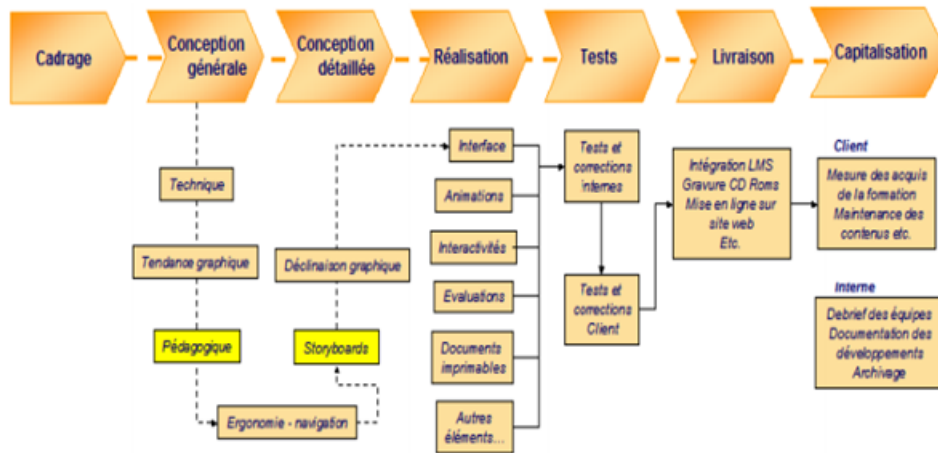 Cadrage
Conception
générale
Conception
détaillée
Réalisation
Tests
Livraison
Capitalisation
Technique
Tendance graphique
Pédagogique
Ergonomie - navigation
Storyboards
Déclinaison graphique
Interface
Animations
Interactivités
Evaluations
Documents
imprimables
Autres
éléments...
Tests et
corrections
internes
Tests et
corrections
Client
Intégration LMS
Gravure CD Roms
Mise en ligne sur
site web
Etc.
Client
Mesure des acquis
de la formation
Maintenance des
contenus etc.
Interne
Debrief des équipes
Documentation des
développements
Archivage